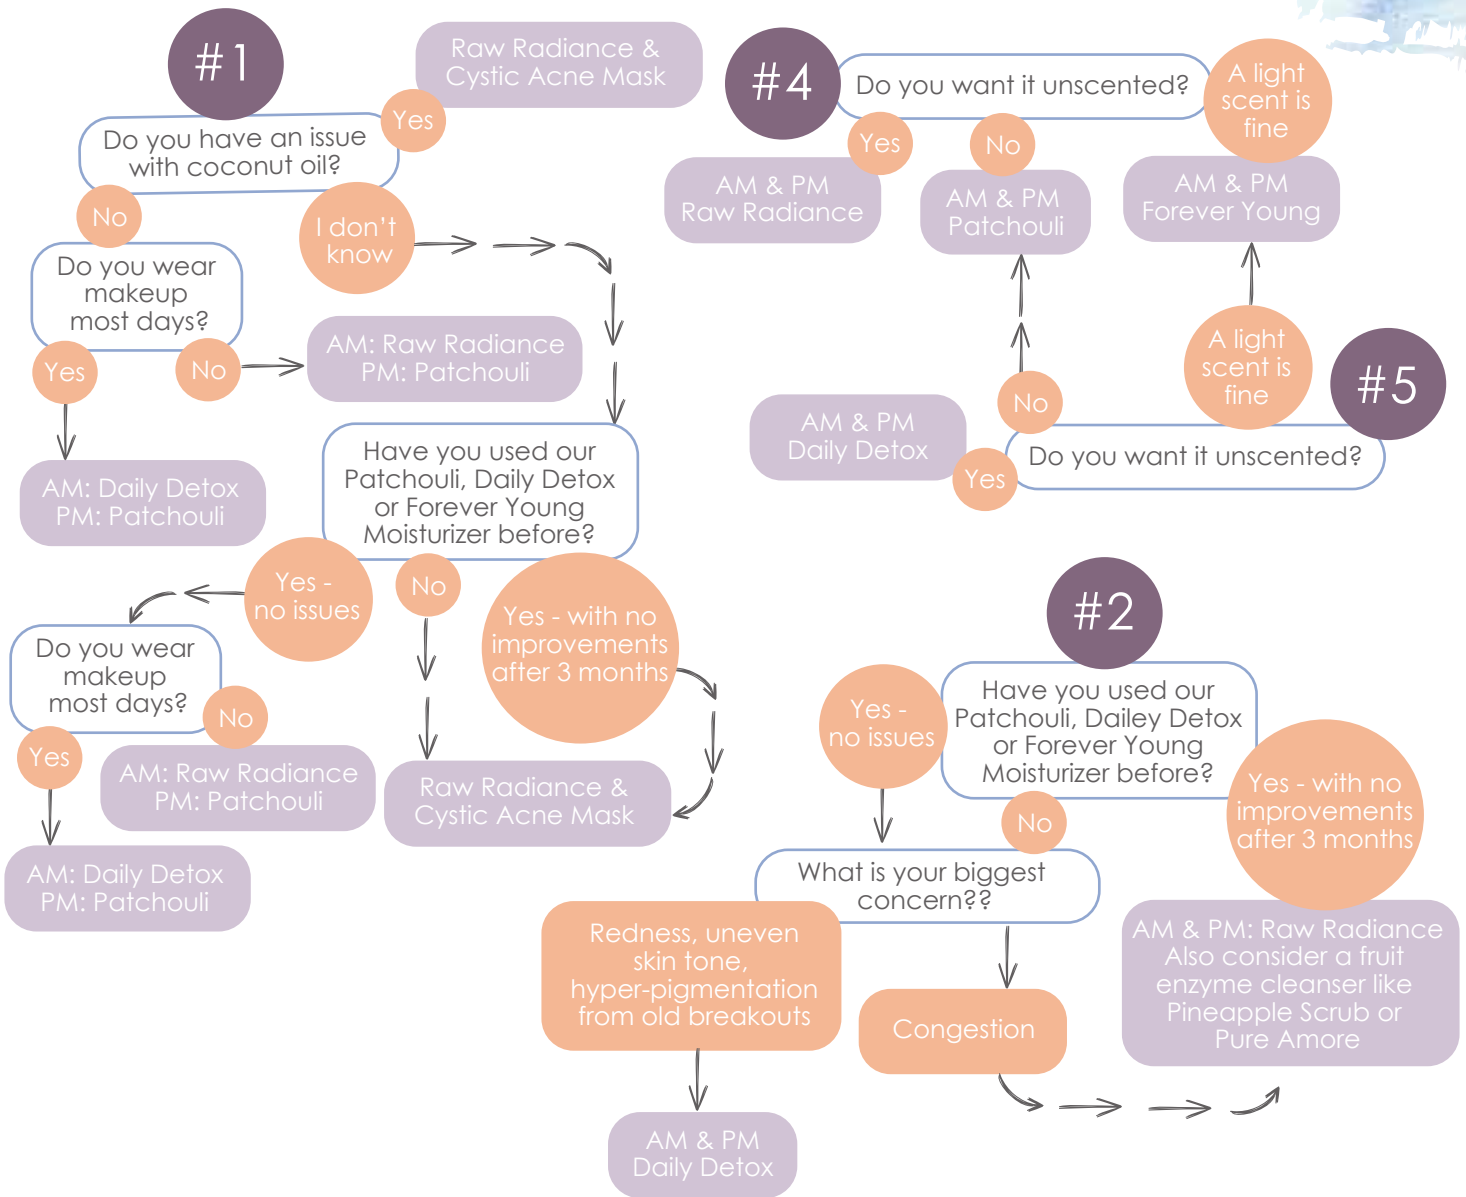 #1
Raw Radiance &
Cystic Acne Mask
Yes
Do you have an issue
with coconut oil?
No
I don't
know
Do you wear
makeup
most days?
Yes
No
AM: Raw Radiance
PM: Patchouli
AM: Daily Detox
PM: Patchouli
Have you used our
Patchouli, Daily Detox
or Forever Young
Moisturizer before?
Yes -
no issues
No
Yes - with no
improvements
after 3 months
Do you wear
makeup
most days?
No
Yes
AM: Raw Radiance
PM: Patchouli
Raw Radiance &
Cystic Acne Mask
AM: Daily Detox
PM: Patchouli
#4
Do you want it unscented?
A light
scent is
fine
Yes
No
AM & PM
Raw Radiance
AM & PM
Patchouli
AM & PM
Forever Young
A light
scent is
fine
#5
No
AM & PM
Daily Detox
Yes
Do you want it unscented?
#2
Have you used our
Patchouli, Dailey Detox
or Forever Young
Moisturizer before?
Yes -
no issues
No
Yes - with no
improvements
after 3 months
What is your biggest
concern??
Redness, uneven
skin tone,
hyper-pigmentation
from old breakouts
Congestion
AM & PM: Raw Radiance
Also consider a fruit
enzyme cleanser like
Pineapple Scrub or
Pure Amore
AM & PM
Daily Detox